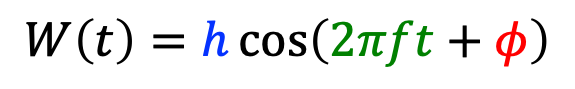 W(t) = h cos(2πft + ϕ)